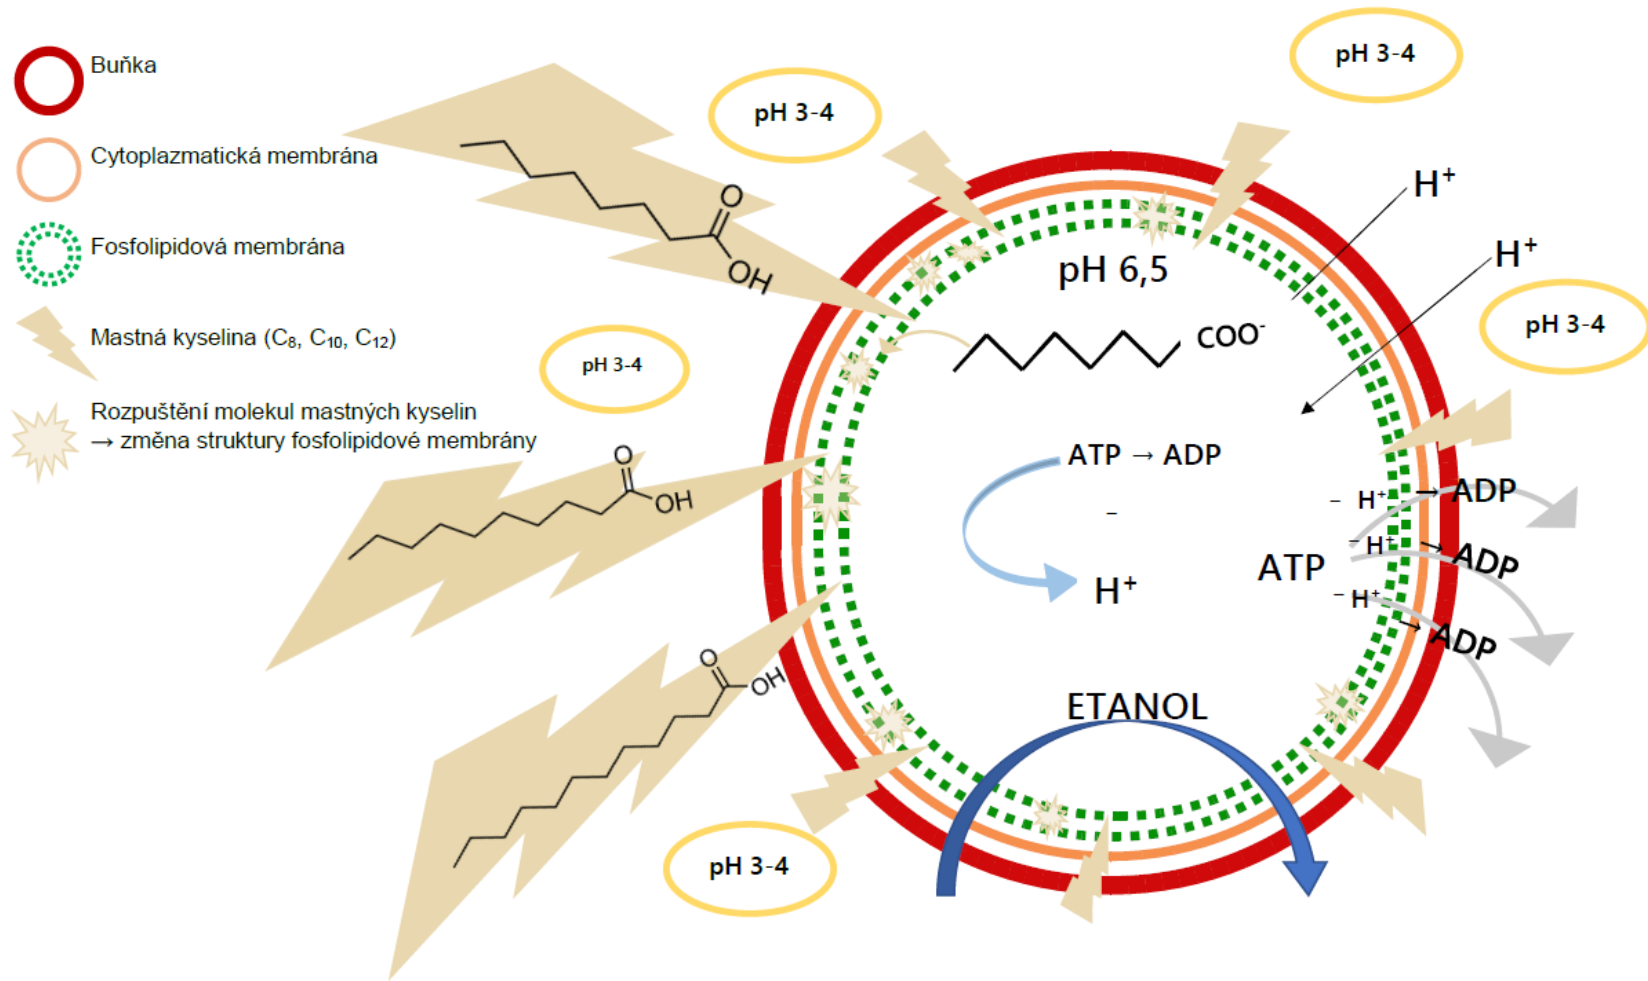 Buňka
Cytoplazmatická membrána
Fosfolipidová membrána
Mastná kyselina (C₈, C₁₀, C₁₂)
Rozpuštění molekul mastných kyselin
→ změna struktury fosfolipidové membrány
pH 3-4
pH 3-4
pH 3-4
pH 3-4
pH 3-4
O
OH
O
OH
O
OH
H⁺
H⁺
pH 6,5
COO⁻
ATP → ADP
–
H⁺
ATP
– H⁺ → ADP
– H⁺ → ADP
– H⁺ → ADP
ETANOL